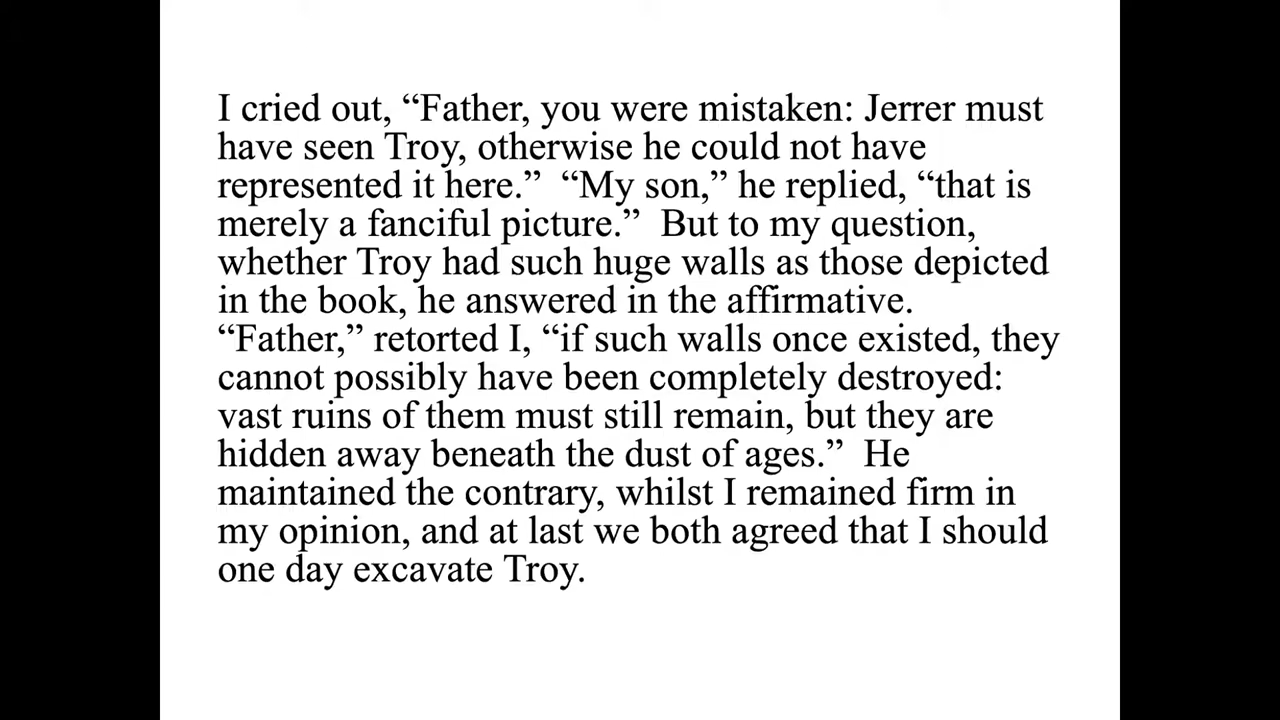 I cried out, “Father, you were mistaken: Jerrer must
have seen Troy, otherwise he could not have
represented it here.”  “My son,” he replied, “that is
merely a fanciful picture.”  But to my question,
whether Troy had such huge walls as those depicted
in the book, he answered in the affirmative.
“Father,” retorted I, “if such walls once existed, they
cannot possibly have been completely destroyed:
vast ruins of them must still remain, but they are
hidden away beneath the dust of ages.”  He
maintained the contrary, whilst I remained firm in
my opinion, and at last we both agreed that I should
one day excavate Troy.